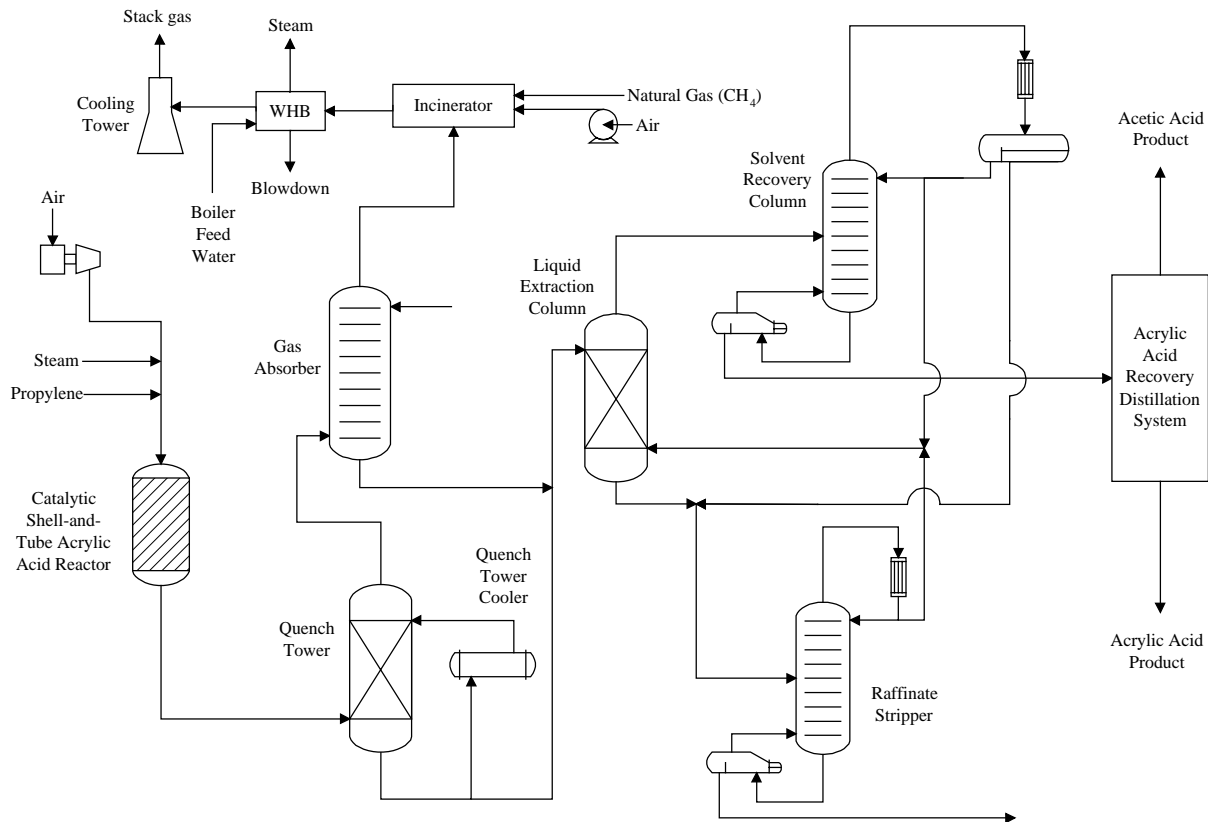 Stack gas
Steam
Cooling
Tower
WHB
Incinerator
Natural Gas (CH4)
Air
Blowdown
Boiler
Feed
Water
Air
Steam
Propylene
Gas
Absorber
Catalytic
Shell-and-
Tube Acrylic
Acid Reactor
Quench
Tower
Quench
Tower
Cooler
Liquid
Extraction
Column
Solvent
Recovery
Column
Raffinate
Stripper
Acetic Acid
Product
Acrylic
Acid
Recovery
Distillation
System
Acrylic Acid
Product